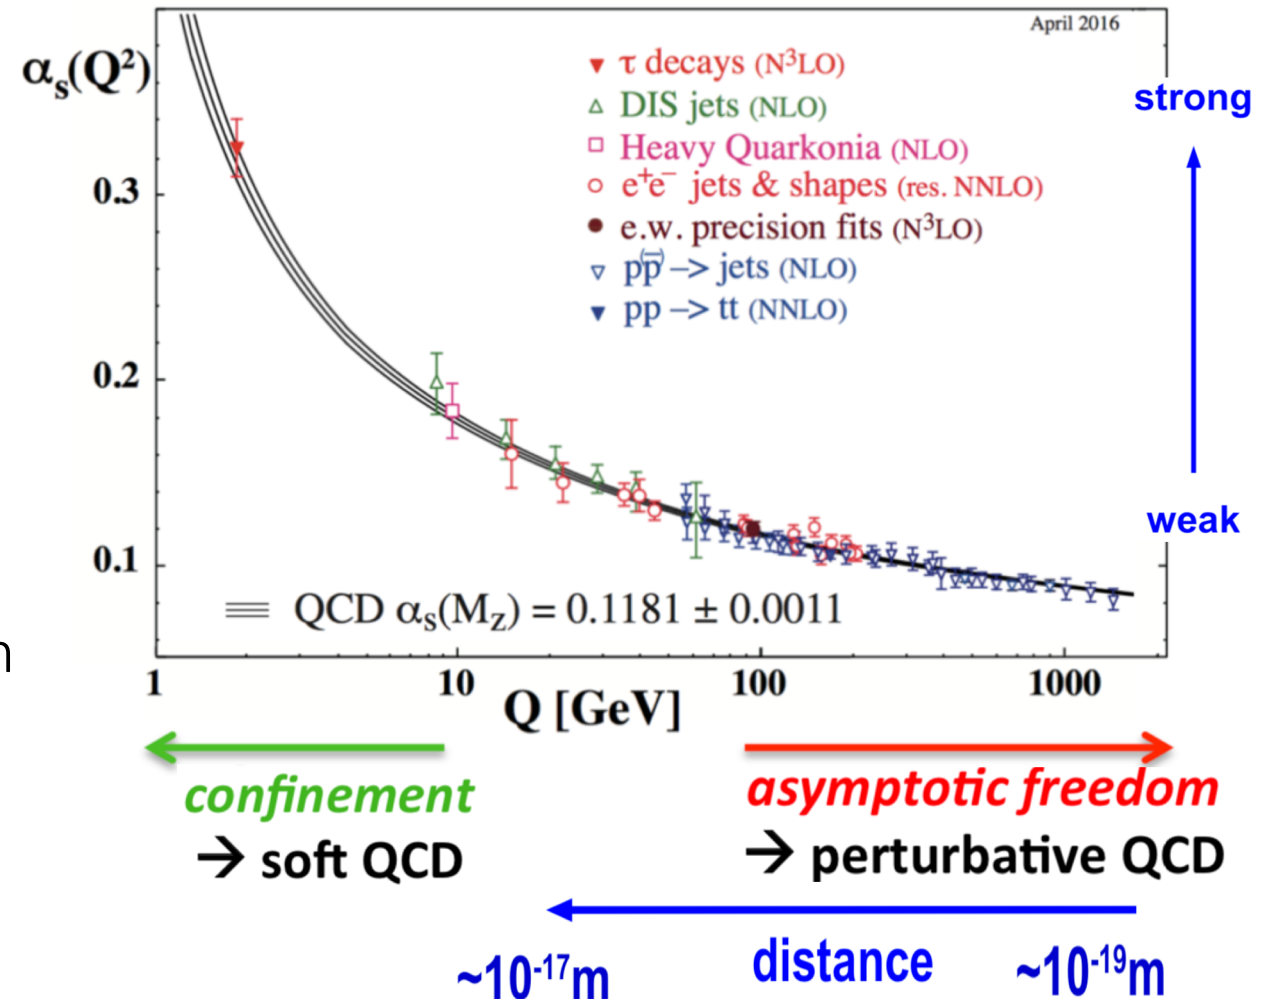 April 2016
αs(Q²)
τ decays (N³LO)
DIS jets (NLO)
Heavy Quarkonia (NLO)
e⁺e⁻ jets & shapes (res. NNLO)
e.w. precision fits (N³LO)
pp(–) –> jets (NLO)
pp –> tt (NNLO)
strong
weak
0.3
0.2
0.1
QCD αs(Mz) = 0.1181 ± 0.0011
n
1 10 100 1000
Q [GeV]
confinement
→ soft QCD
asymptotic freedom
→ perturbative QCD
distance
~10⁻¹⁷m
~10⁻¹⁹m